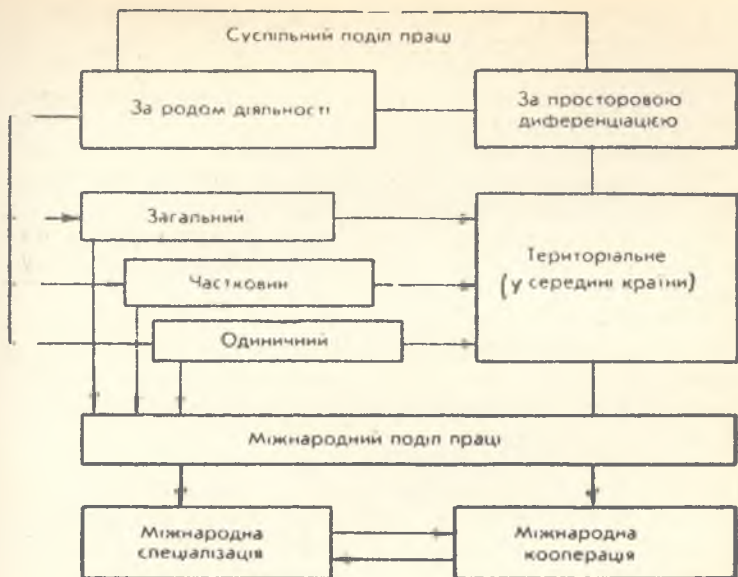 Суспільний поділ праці
За родом діяльності
За просторовою
диференціацією
Загальний
Частковий
Одиничний
Територіальне
(у середині країни)
Міжнародний поділ праці
Міжнародна
спеціалізація
Міжнародна
кооперація